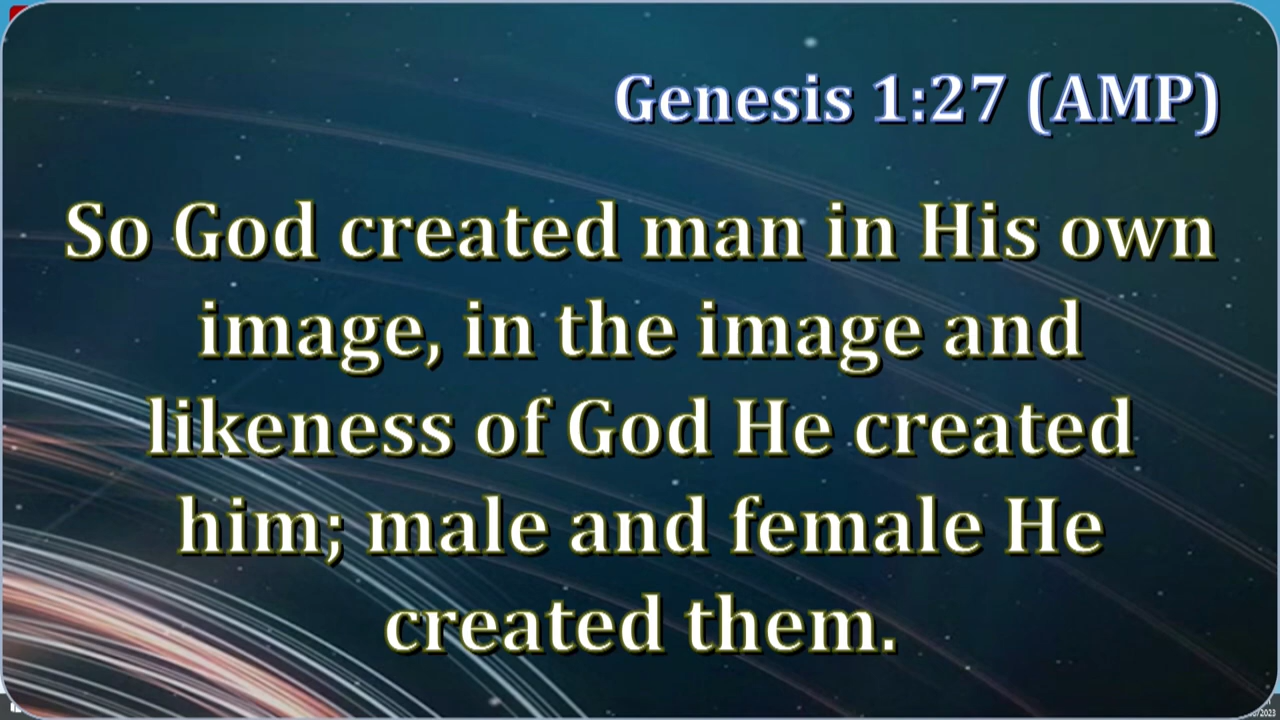 Genesis 1:27 (AMP)
So God created man in His own
image, in the image and
likeness of God He created
him; male and female He
created them.